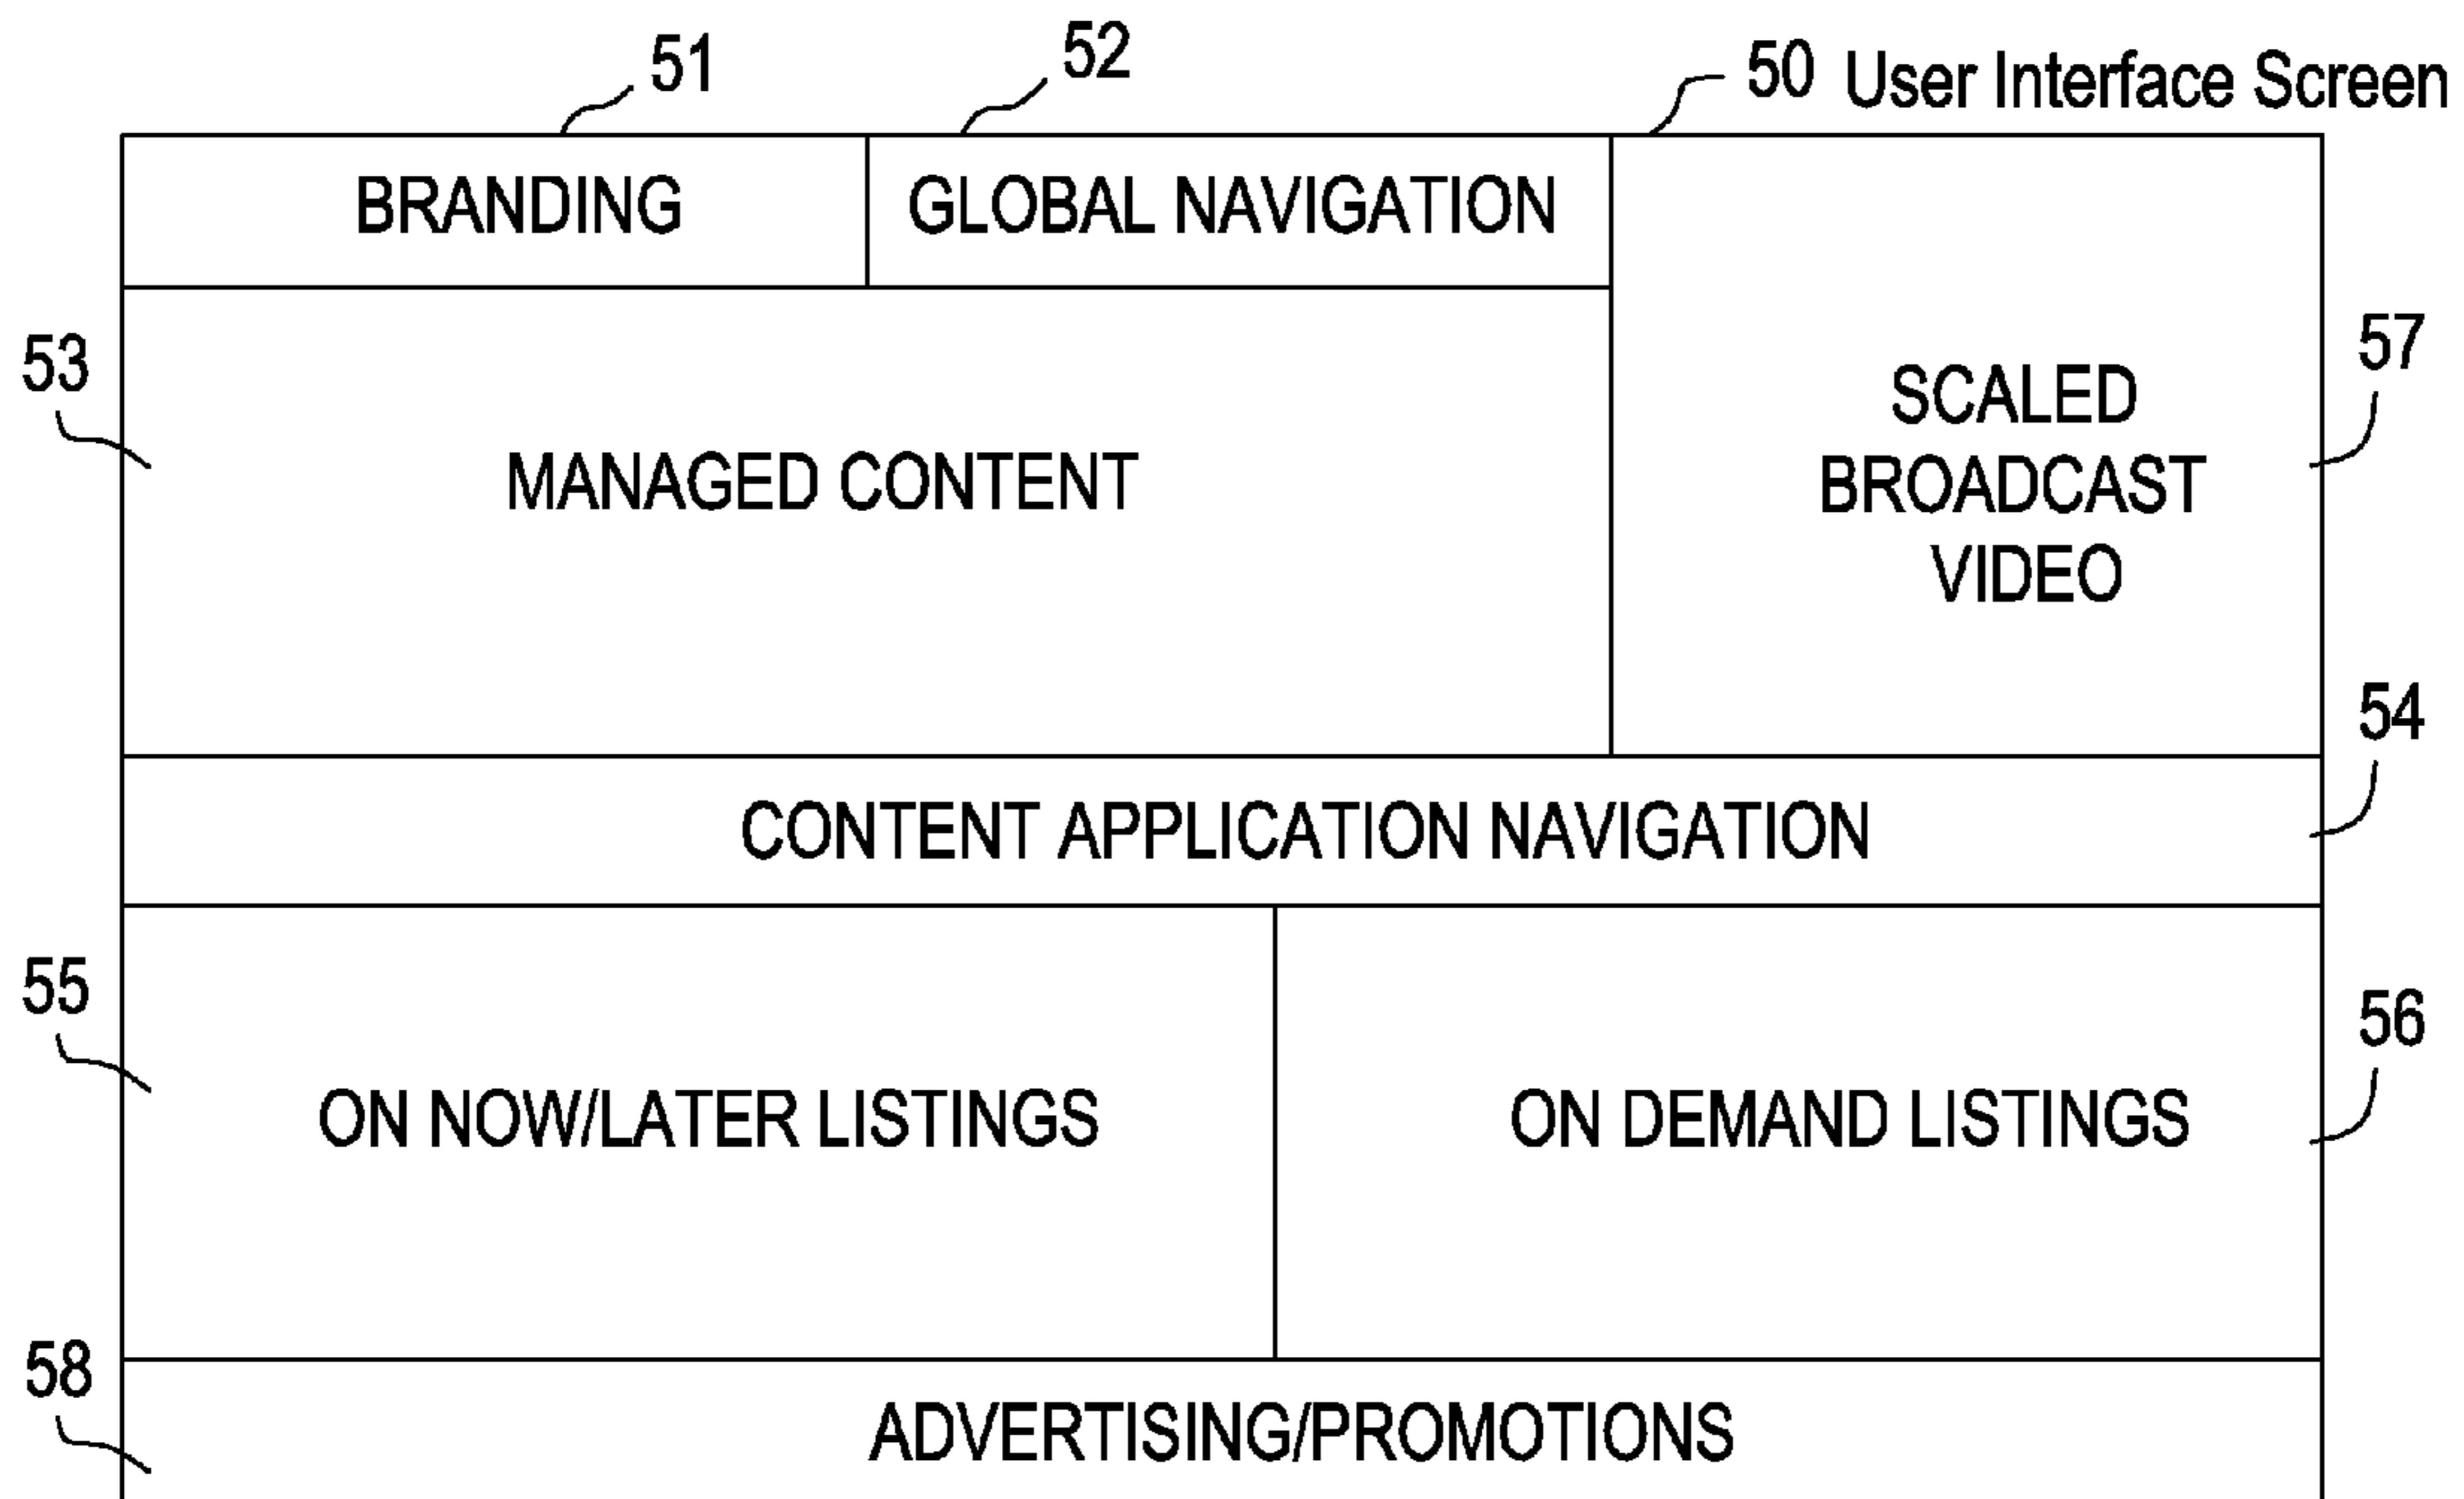 51
52
50 User Interface Screen
BRANDING
GLOBAL NAVIGATION
53
MANAGED CONTENT
57
SCALED
BROADCAST
VIDEO
54
CONTENT APPLICATION NAVIGATION
55
ON NOW/LATER LISTINGS
56
ON DEMAND LISTINGS
58
ADVERTISING/PROMOTIONS